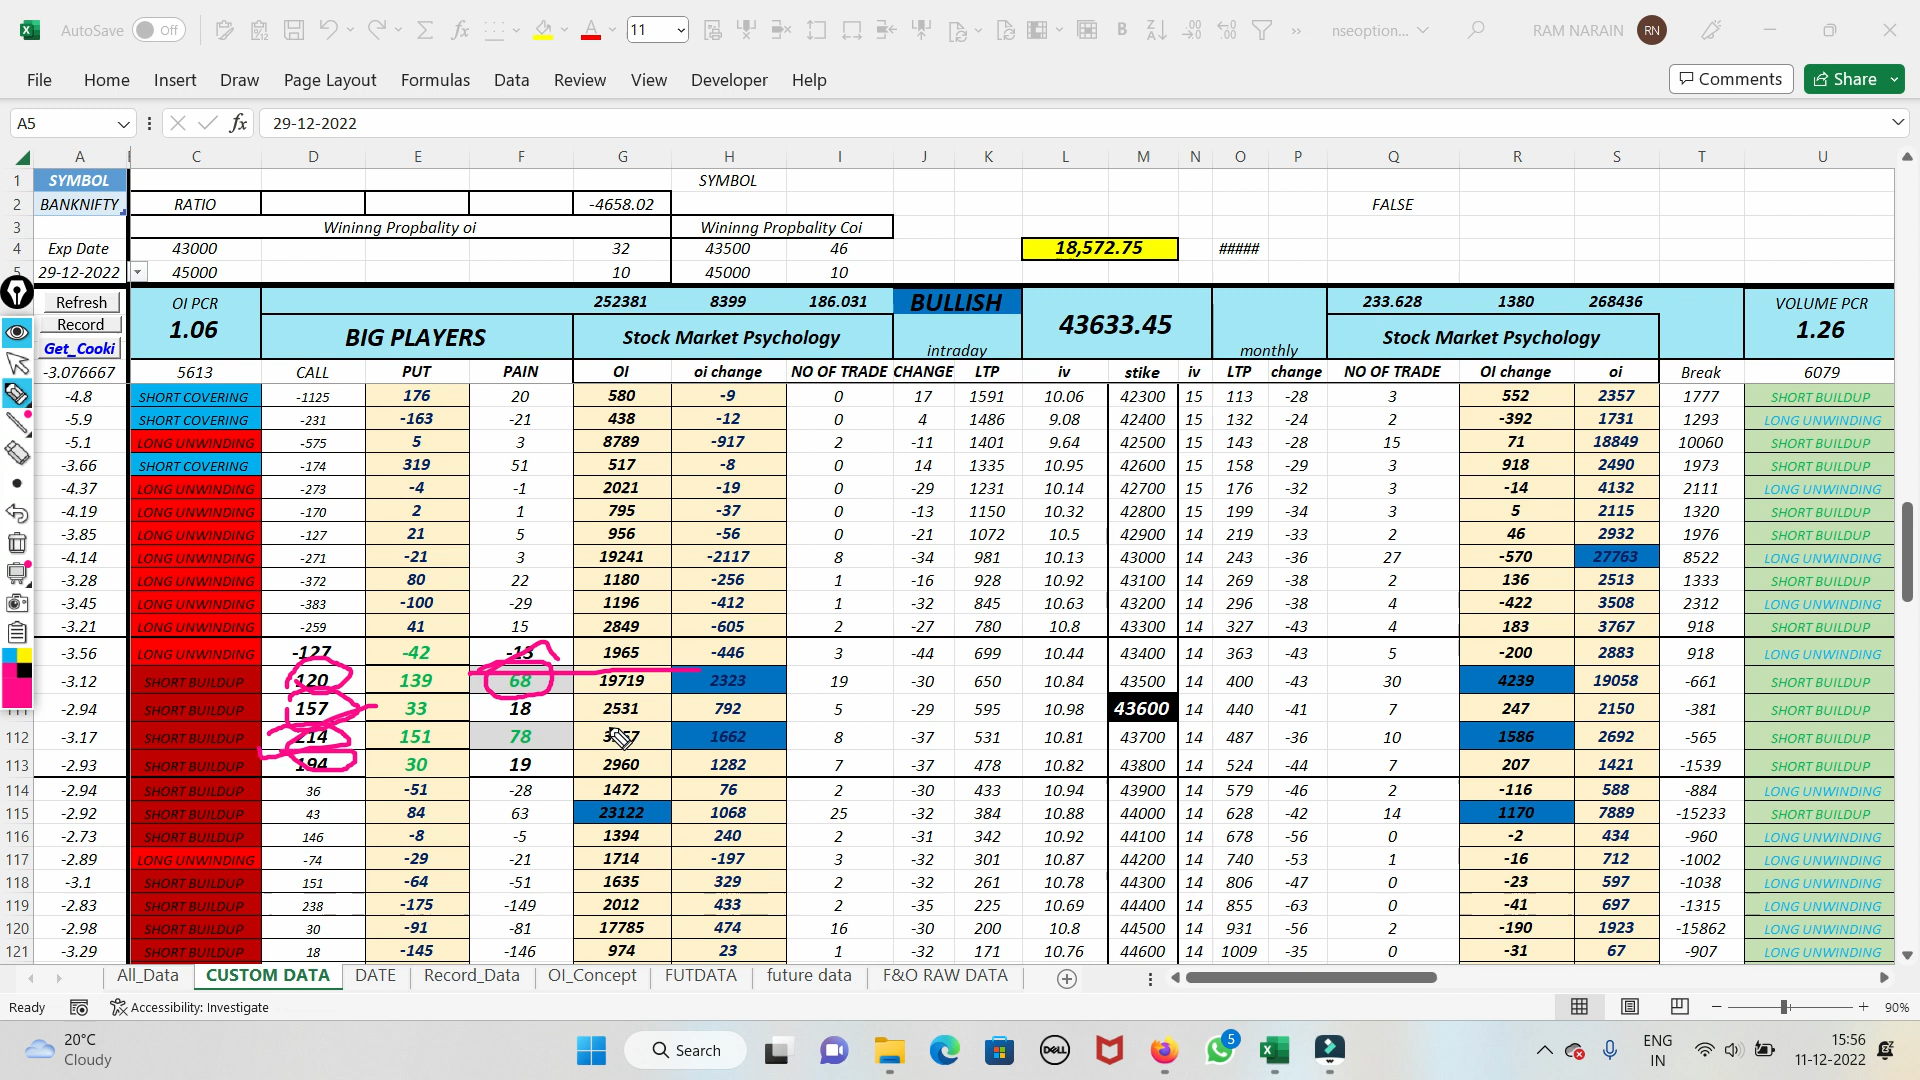 AutoSave Off 11 nseoption... RAM NARAIN RN
File Home Insert Draw Page Layout Formulas Data Review View Developer Help Comments Share
A5 fx 29-12-2022
A C D E F G H I J K L M N O P Q R S T U
1 SYMBOL SYMBOL
2 BANKNIFTY RATIO -4658.02 FALSE
3 Wininng Propbality oi Wininng Propbality Coi
4 Exp Date 43000 32 43500 46 18,572.75 #####
5 29-12-2022 45000 10 45000 10
Refresh OI PCR 252381 8399 186.031 BULLISH 233.628 1380 268436 VOLUME PCR
Record 1.06 BIG PLAYERS Stock Market Psychology 43633.45 Stock Market Psychology 1.26
Get_Cooki intraday monthly
-3.076667 5613 CALL PUT PAIN OI oi change NO OF TRADE CHANGE LTP iv stike iv LTP change NO OF TRADE OI change oi Break 6079
-4.8 SHORT COVERING -1125 176 20 580 -9 0 17 1591 10.06 42300 15 113 -28 3 552 2357 1777 SHORT BUILDUP
-5.9 SHORT COVERING -231 -163 -21 438 -12 0 4 1486 9.08 42400 15 132 -24 2 -392 1731 1293 LONG UNWINDING
-5.1 LONG UNWINDING -575 5 3 8789 -917 2 -11 1401 9.64 42500 15 143 -28 15 71 18849 10060 SHORT BUILDUP
-3.66 SHORT COVERING -174 319 51 517 -8 0 14 1335 10.95 42600 15 158 -29 3 918 2490 1973 SHORT BUILDUP
-4.37 LONG UNWINDING -273 -4 -1 2021 -19 0 -29 1231 10.14 42700 15 176 -32 3 -14 4132 2111 LONG UNWINDING
-4.19 LONG UNWINDING -170 2 1 795 -37 0 -13 1150 10.32 42800 15 199 -34 3 5 2115 1320 SHORT BUILDUP
-3.85 LONG UNWINDING -127 21 5 956 -56 0 -21 1072 10.5 42900 14 219 -33 2 46 2932 1976 SHORT BUILDUP
-4.14 LONG UNWINDING -271 -21 3 19241 -2117 8 -34 981 10.13 43000 14 243 -36 27 -570 27763 8522 LONG UNWINDING
-3.28 LONG UNWINDING -372 80 22 1180 -256 1 -16 928 10.92 43100 14 269 -38 2 136 2513 1333 SHORT BUILDUP
-3.45 LONG UNWINDING -383 -100 -29 1196 -412 1 -32 845 10.63 43200 14 296 -38 4 -422 3508 2312 LONG UNWINDING
-3.21 LONG UNWINDING -259 41 15 2849 -605 2 -27 780 10.8 43300 14 327 -43 4 183 3767 918 SHORT BUILDUP
-3.56 LONG UNWINDING -127 -42 -13 1965 -446 3 -44 699 10.44 43400 14 363 -43 5 -200 2883 918 LONG UNWINDING
-3.12 SHORT BUILDUP 120 139 68 19719 2323 19 -30 650 10.84 43500 14 400 -43 30 4239 19058 -661 SHORT BUILDUP
111 -2.94 SHORT BUILDUP 157 33 18 2531 792 5 -29 595 10.98 43600 14 440 -41 7 247 2150 -381 SHORT BUILDUP
112 -3.17 SHORT BUILDUP 214 151 78 1662 8 -37 531 10.81 43700 14 487 -36 10 1586 2692 -565 SHORT BUILDUP
113 -2.93 SHORT BUILDUP 194 30 19 2960 1282 7 -37 478 10.82 43800 14 524 -44 7 207 1421 -1539 SHORT BUILDUP
114 -2.94 SHORT BUILDUP 36 -51 -28 1472 76 2 -30 433 10.94 43900 14 579 -46 2 -116 588 -884 LONG UNWINDING
115 -2.92 SHORT BUILDUP 43 84 63 23122 1068 25 -32 384 10.88 44000 14 628 -42 14 1170 7889 -15233 SHORT BUILDUP
116 -2.73 SHORT BUILDUP 146 -8 -5 1394 240 2 -31 342 10.92 44100 14 678 -56 0 -2 434 -960 LONG UNWINDING
117 -2.89 LONG UNWINDING -74 -29 -21 1714 -197 3 -32 301 10.87 44200 14 740 -53 1 -16 712 -1002 LONG UNWINDING
118 -3.1 SHORT BUILDUP 151 -64 -51 1635 329 2 -32 261 10.78 44300 14 806 -47 0 -23 597 -1038 LONG UNWINDING
119 -2.83 SHORT BUILDUP 238 -175 -149 2012 433 2 -35 225 10.69 44400 14 855 -63 0 -41 697 -1315 LONG UNWINDING
120 -2.98 SHORT BUILDUP 30 -91 -81 17785 474 16 -30 200 10.8 44500 14 931 -56 2 -190 1923 -15862 LONG UNWINDING
121 -3.29 SHORT BUILDUP 18 -145 -146 974 23 1 -32 171 10.76 44600 14 1009 -35 0 -31 67 -907 LONG UNWINDING
All_Data CUSTOM DATA DATE Record_Data OI_Concept FUTDATA future data F&O RAW DATA
Ready Accessibility: Investigate 90%
20°C Cloudy Search DELL 5 ENG IN 15:56 11-12-2022